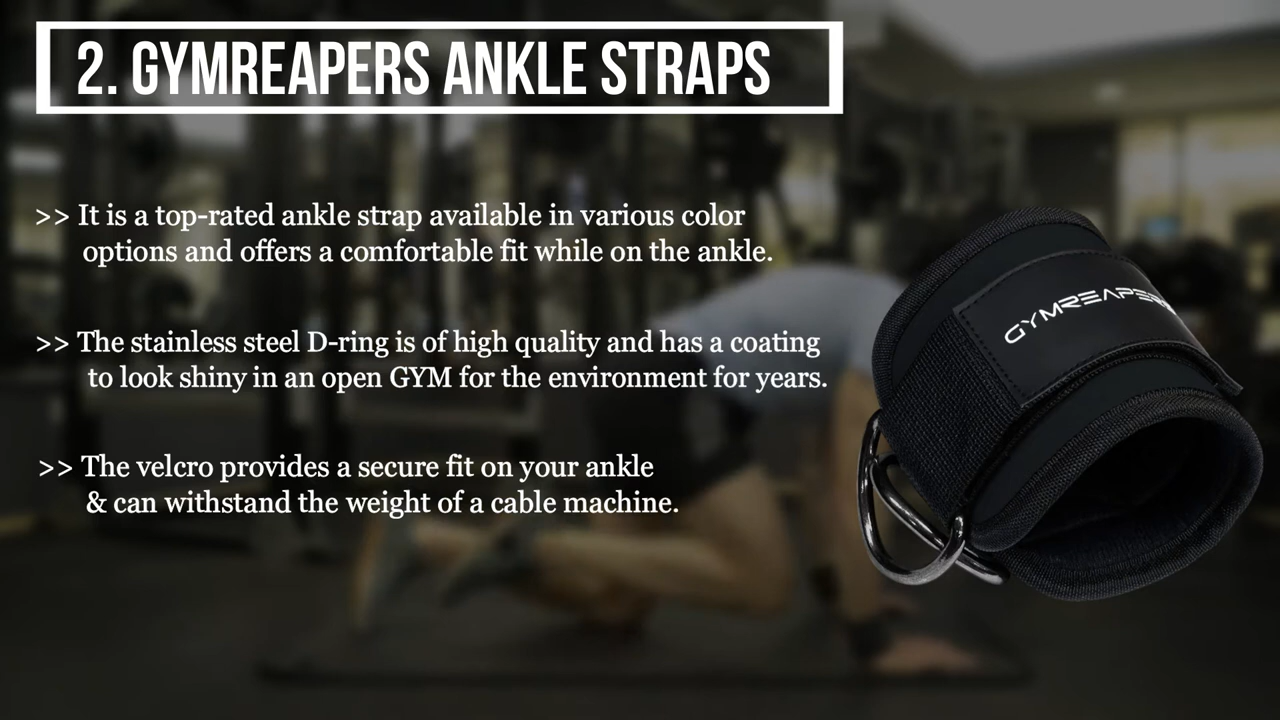 2. GYMREAPERS ANKLE STRAPS
>> It is a top-rated ankle strap available in various color
options and offers a comfortable fit while on the ankle.
>> The stainless steel D-ring is of high quality and has a coating
to look shiny in an open GYM for the environment for years.
>> The velcro provides a secure fit on your ankle
& can withstand the weight of a cable machine.
GYMREAPERS